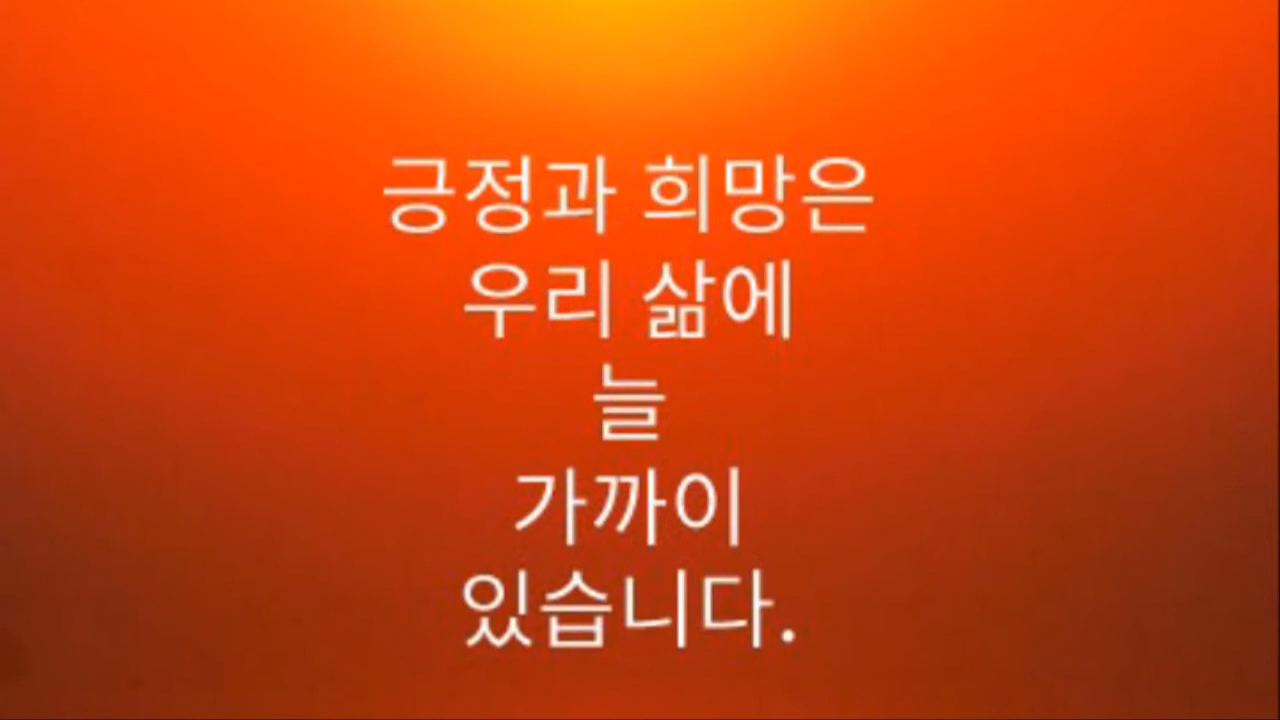 긍정과 희망은
우리 삶에
늘
가까이
있습니다.